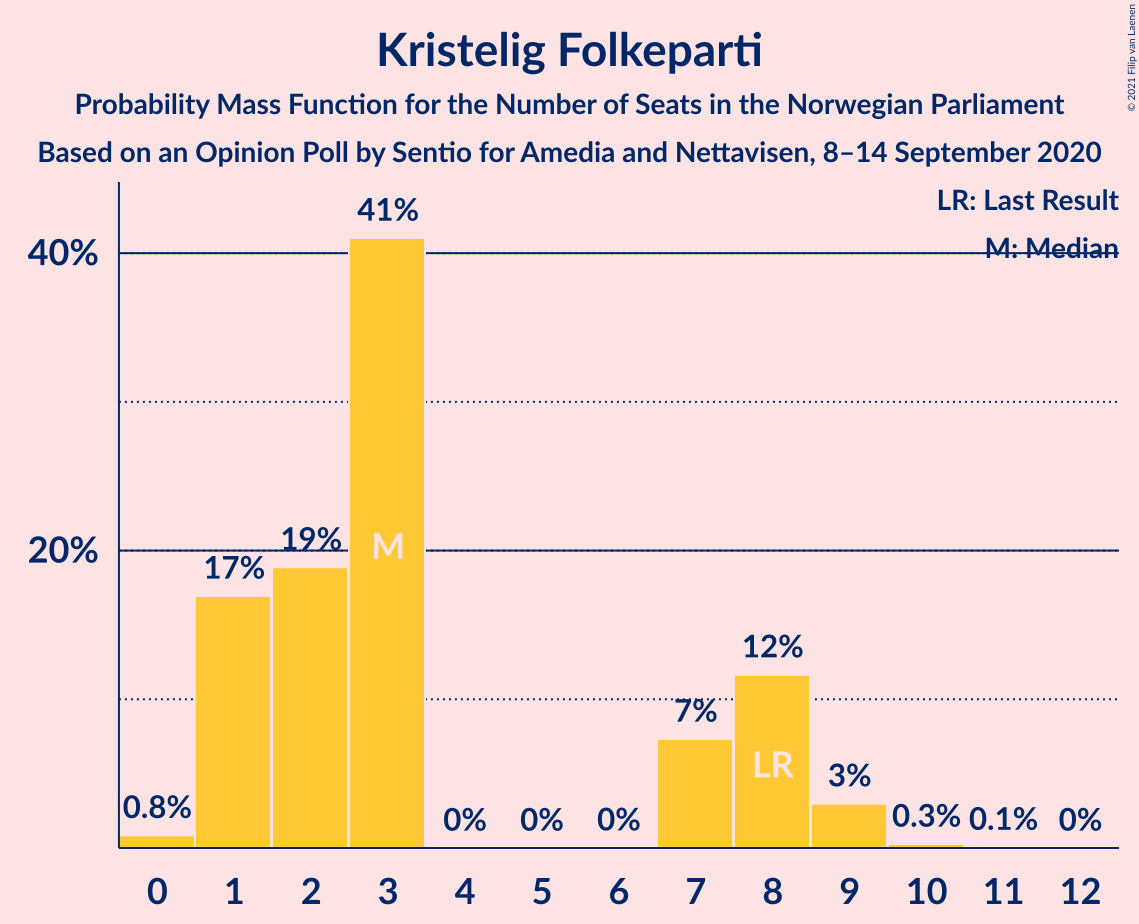 Kristelig Folkeparti
Probability Mass Function for the Number of Seats in the Norwegian Parliament
Based on an Opinion Poll by Sentio for Amedia and Nettavisen, 8–14 September 2020
© 2021 Filip van Laenen
LR: Last Result
M: Median
40%
20%
0.8%
17%
19%
41%
0%
0%
0%
7%
12%
3%
0.3%
0.1%
0%
M
LR
0 1 2 3 4 5 6 7 8 9 10 11 12